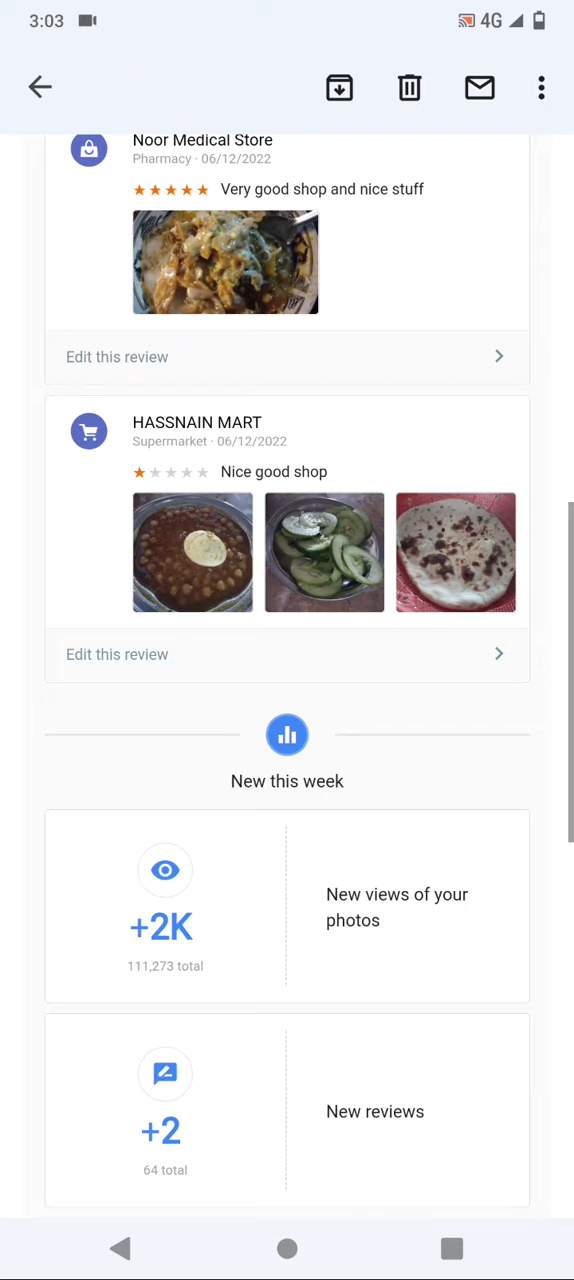 3:03
4G
Noor Medical Store
Pharmacy · 06/12/2022
Very good shop and nice stuff
Edit this review
HASSNAIN MART
Supermarket · 06/12/2022
Nice good shop
Edit this review
New this week
+2K
111,273 total
New views of your
photos
+2
64 total
New reviews